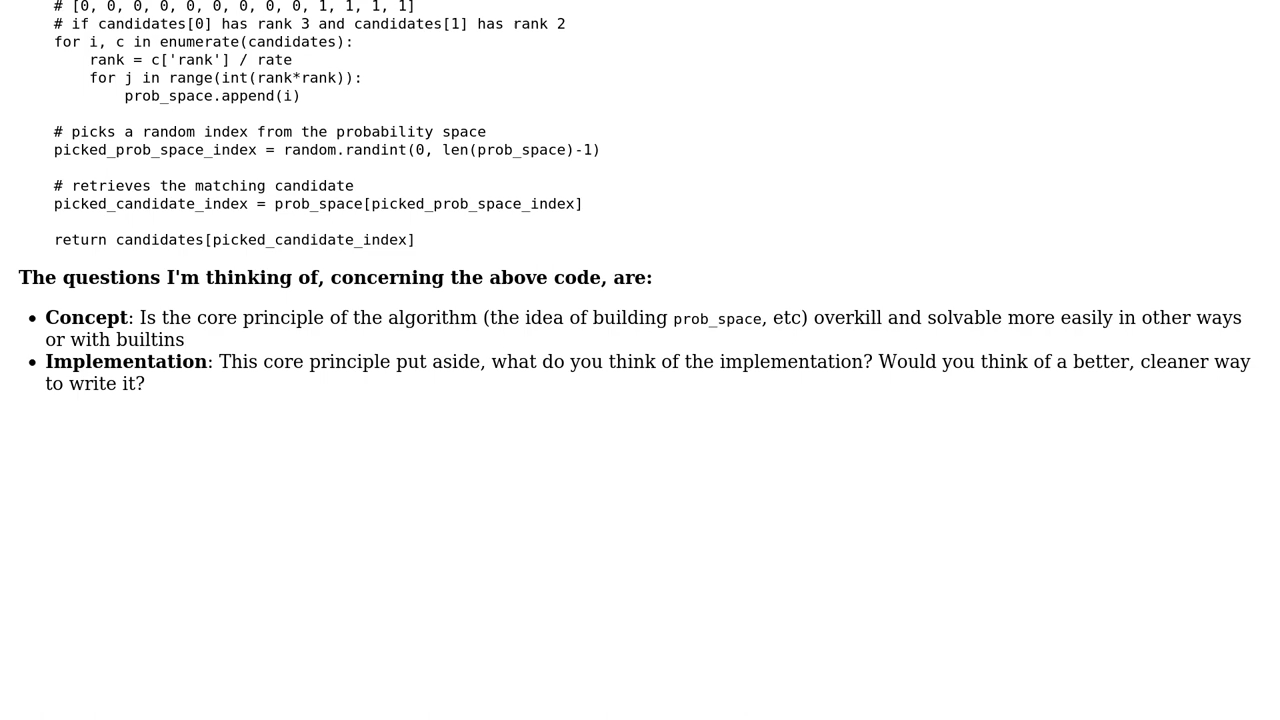 # [0, 0, 0, 0, 0, 0, 0, 0, 0, 1, 1, 1, 1]
# if candidates[0] has rank 3 and candidates[1] has rank 2
for i, c in enumerate(candidates):
    rank = c['rank'] / rate
    for j in range(int(rank*rank)):
        prob_space.append(i)

# picks a random index from the probability space
picked_prob_space_index = random.randint(0, len(prob_space)-1)

# retrieves the matching candidate
picked_candidate_index = prob_space[picked_prob_space_index]

return candidates[picked_candidate_index]
The questions I'm thinking of, concerning the above code, are:
• Concept: Is the core principle of the algorithm (the idea of building prob_space, etc) overkill and solvable more easily in other ways
or with builtins
• Implementation: This core principle put aside, what do you think of the implementation? Would you think of a better, cleaner way
to write it?